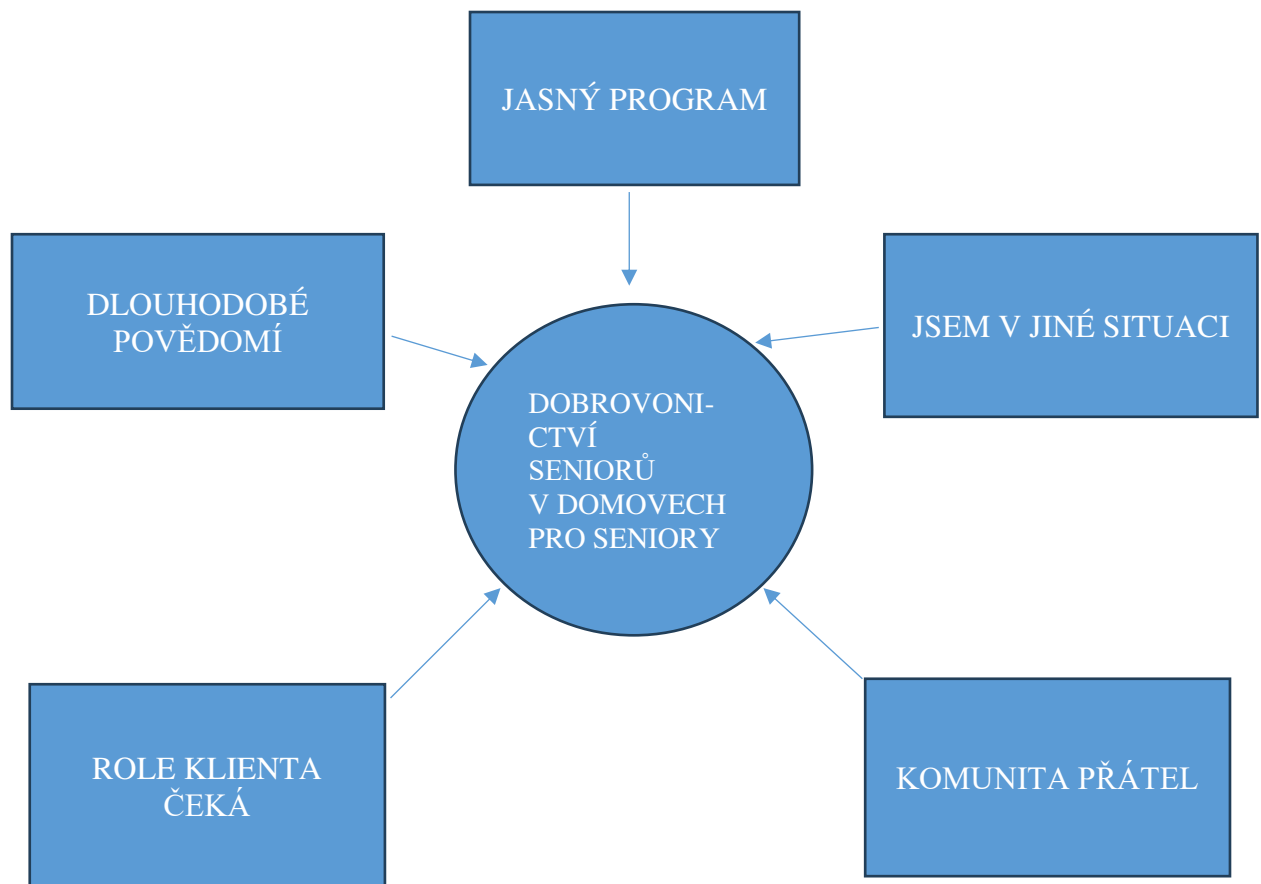 JASNÝ PROGRAM
DLOUHODOBÉ
POVĚDOMÍ
JSEM V JINÉ SITUACI
DOBROVONI-
CTVÍ
SENIORŮ
V DOMOVECH
PRO SENIORY
ROLE KLIENTA
ČEKÁ
KOMUNITA PŘÁTEL